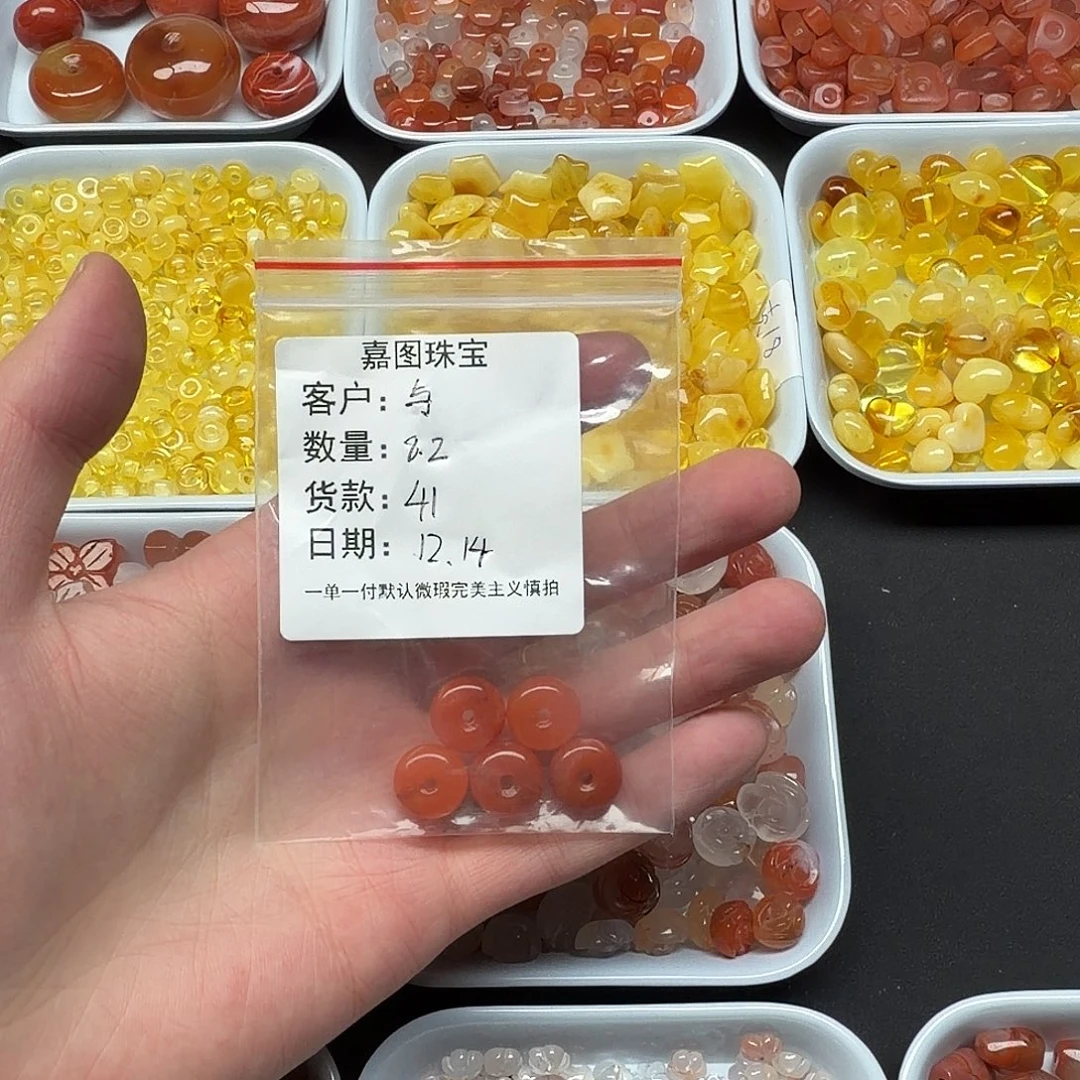 嘉图珠宝
客户：与
数量：8.2
货款：41
日期：12.14
一单一付默认微瑕完美主义慎拍